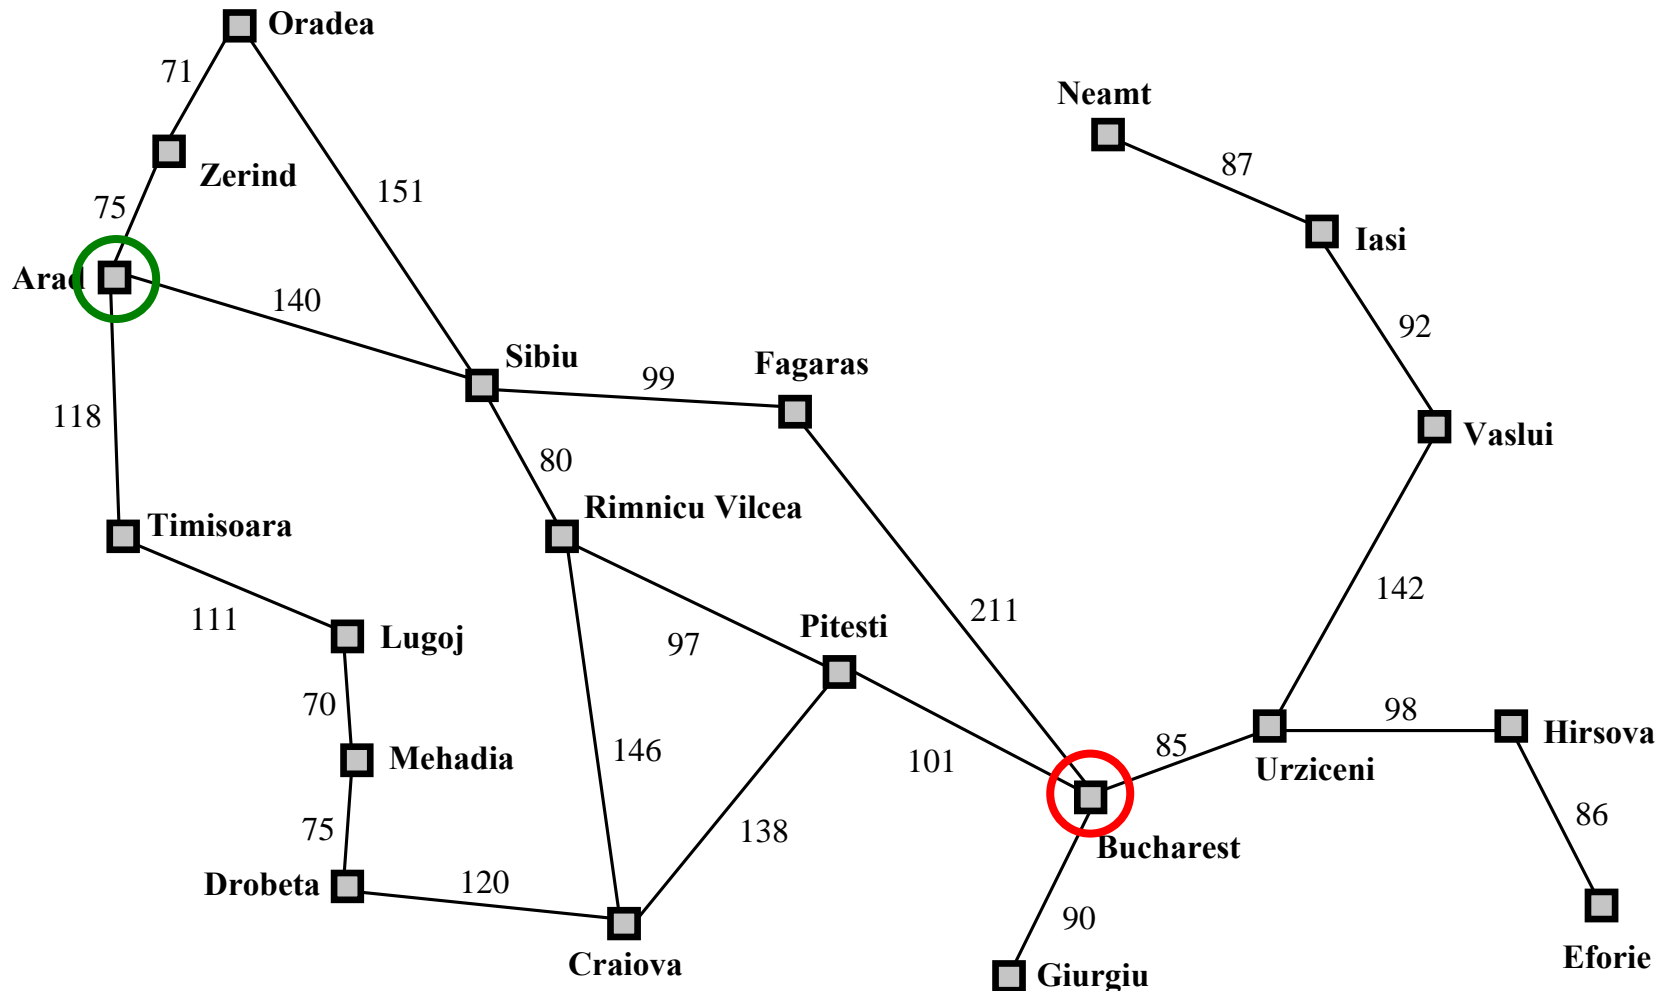 Oradea
71
Neamt
87
Zerind
151
75
Iasi
Arad
140
92
Sibiu
Fagaras
99
118
Vaslui
80
Rimnicu Vilcea
Timisoara
142
211
111
Pitesti
Lugoj
97
70
98
Hirsova
146
85
Mehadia
101
Urziceni
86
75
138
Bucharest
Drobeta
120
90
Craiova
Eforie
Giurgiu